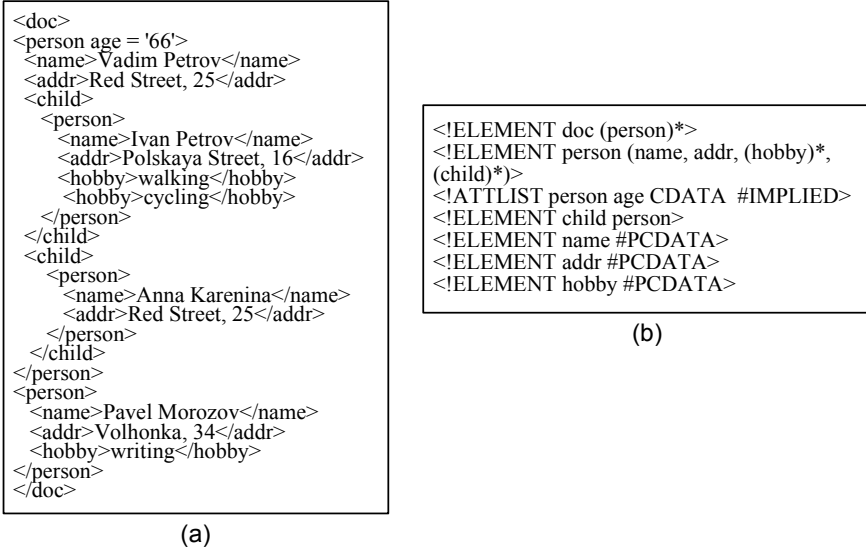 <doc>
<person age = '66'>
<name>Vadim Petrov</name>
<addr>Red Street, 25</addr>
<child>
<person>
<name>Ivan Petrov</name>
<addr>Polskaya Street, 16</addr>
<hobby>walking</hobby>
<hobby>cycling</hobby>
</person>
</child>
<child>
<person>
<name>Anna Karenina</name>
<addr>Red Street, 25</addr>
</person>
</child>
</person>
<person>
<name>Pavel Morozov</name>
<addr>Volhonka, 34</addr>
<hobby>writing</hobby>
</person>
</doc>
(a)
<!ELEMENT doc (person)*>
<!ELEMENT person (name, addr, (hobby)*,
(child)*)>
<!ATTLIST person age CDATA #IMPLIED>
<!ELEMENT child person>
<!ELEMENT name #PCDATA>
<!ELEMENT addr #PCDATA>
<!ELEMENT hobby #PCDATA>
(b)